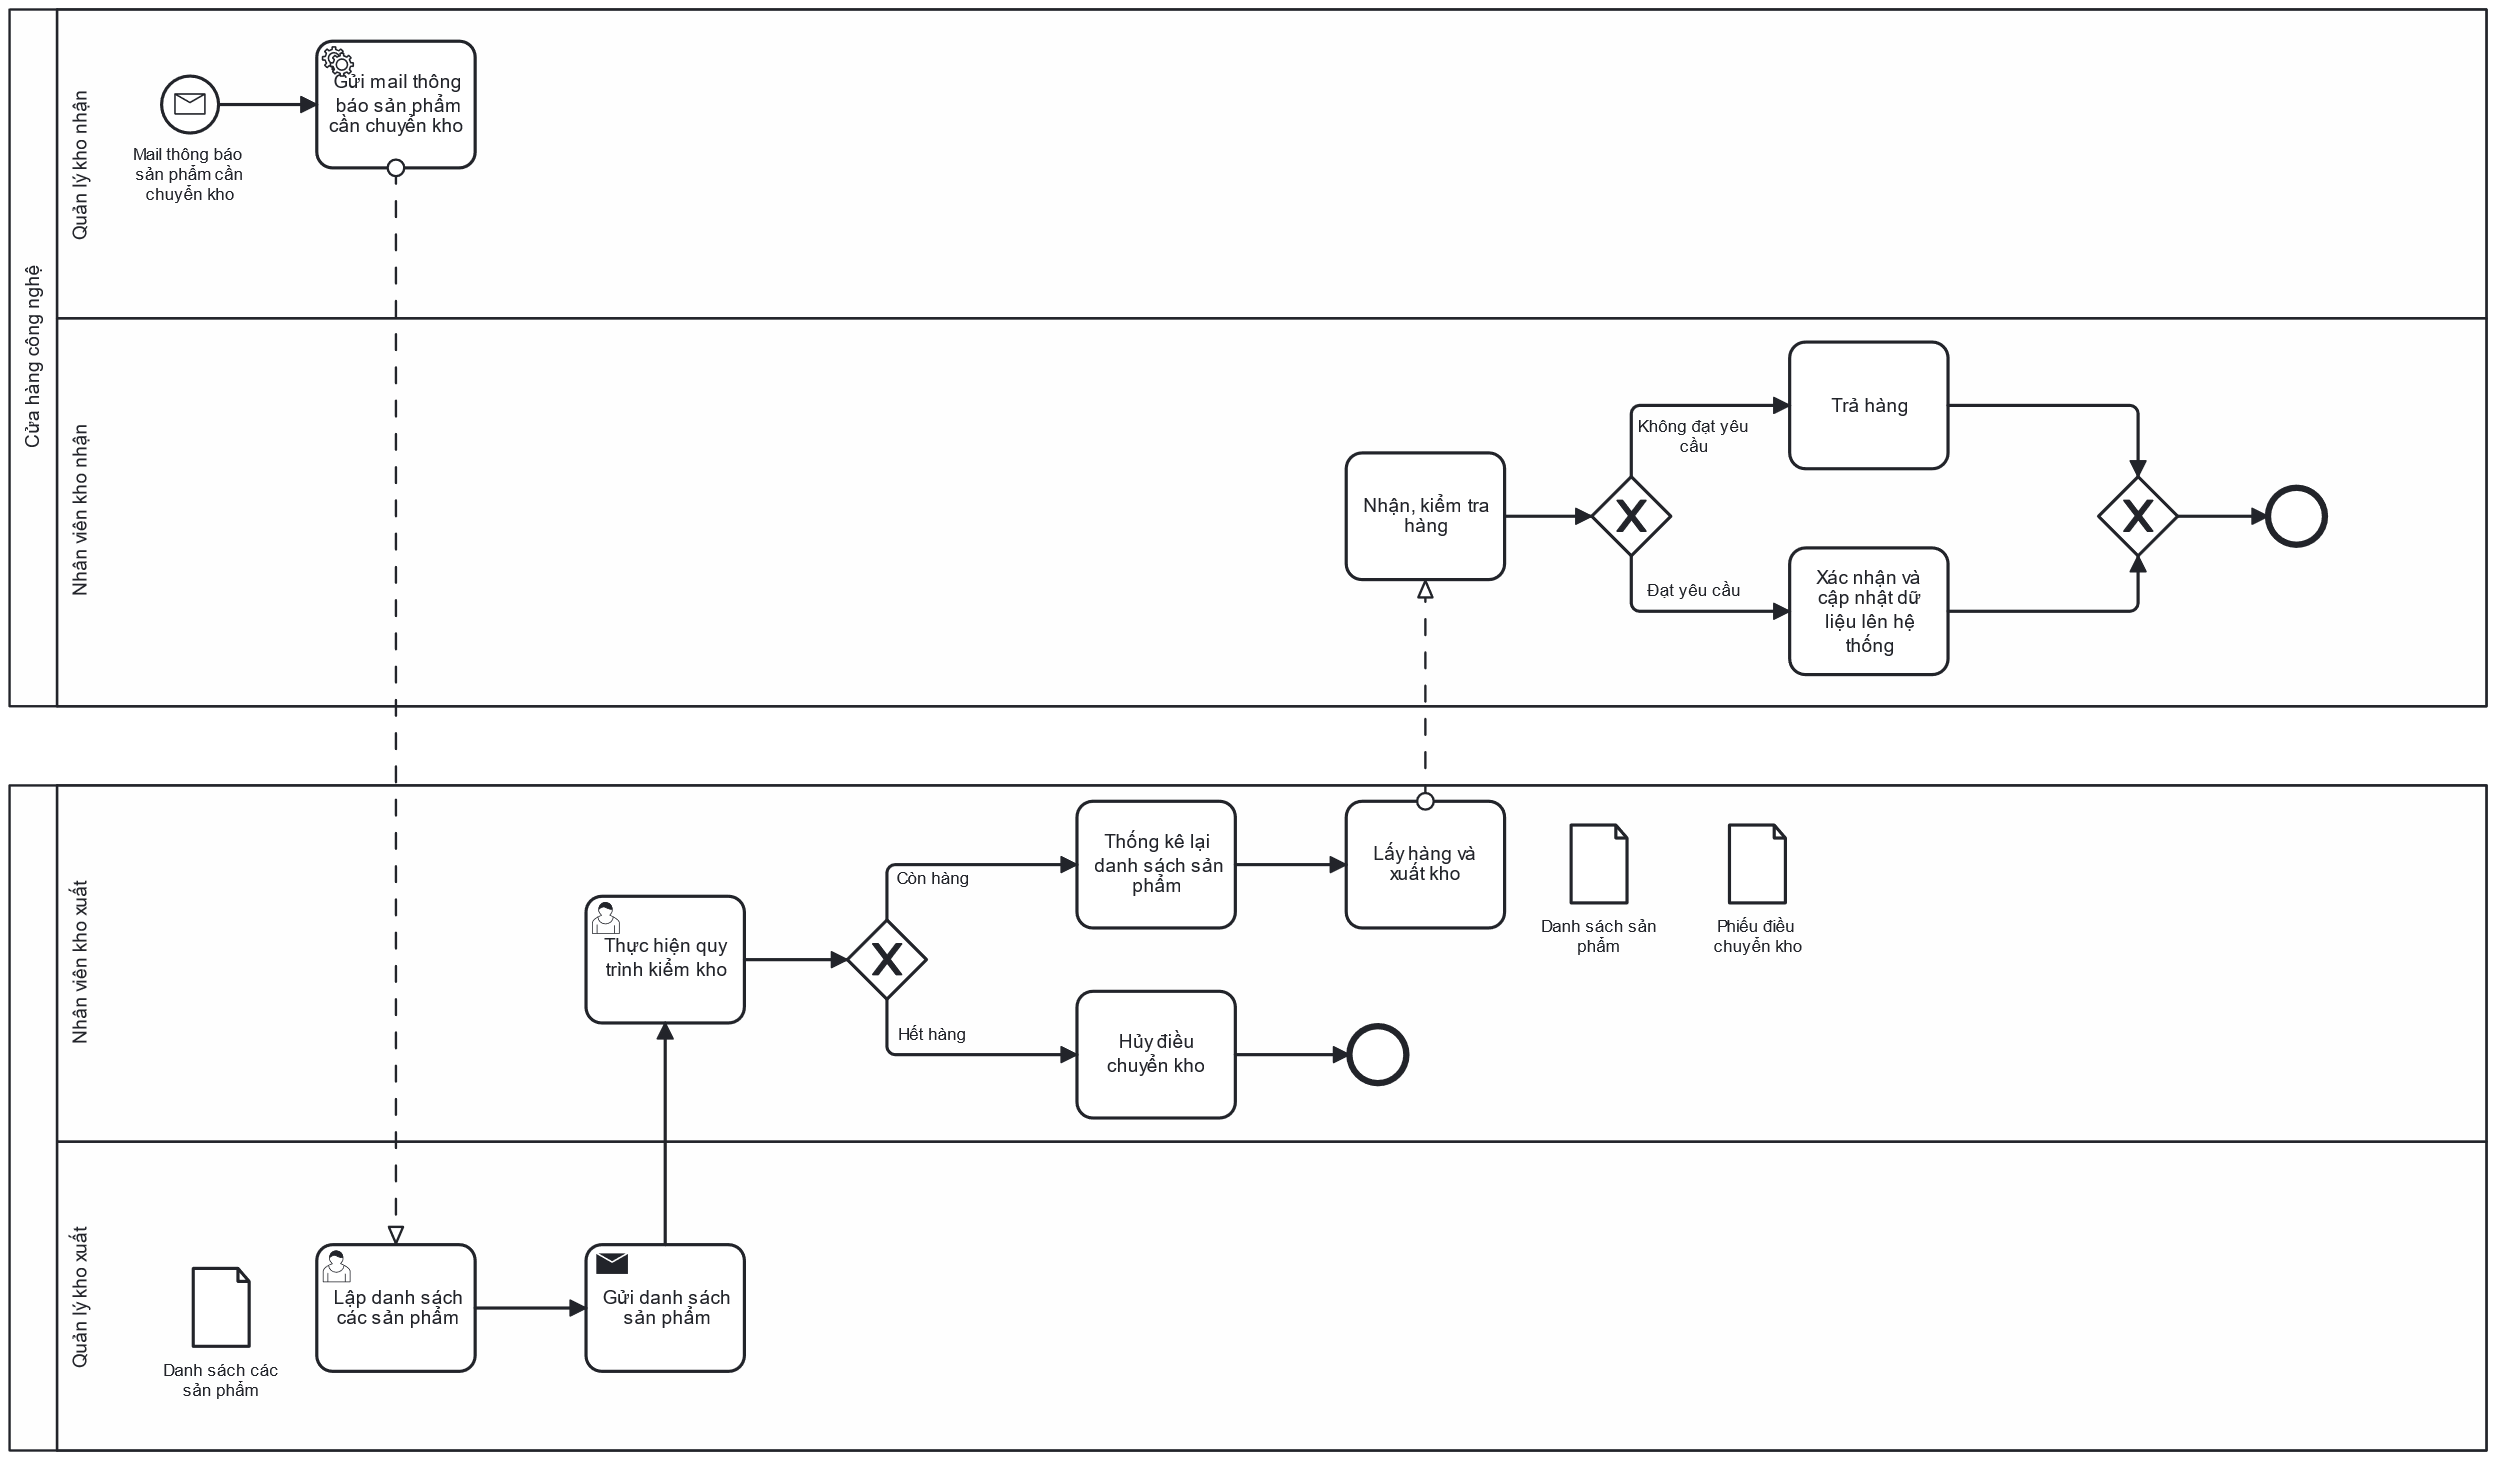 Cửa hàng công nghệ
Quản lý kho nhận
Mail thông báo
sản phẩm cần
chuyển kho
Gửi mail thông
báo sản phẩm
cần chuyển kho
Nhân viên kho nhận
Nhận, kiểm tra
hàng
Không đạt yêu
cầu
Đạt yêu cầu
Trả hàng
Xác nhận và
cập nhật dữ
liệu lên hệ
thống
Nhân viên kho xuất
Thực hiện quy
trình kiểm kho
Còn hàng
Hết hàng
Thống kê lại
danh sách sản
phẩm
Lấy hàng và
xuất kho
Hủy điều
chuyển kho
Danh sách sản
phẩm
Phiếu điều
chuyển kho
Quản lý kho xuất
Danh sách các
sản phẩm
Lập danh sách
các sản phẩm
Gửi danh sách
sản phẩm